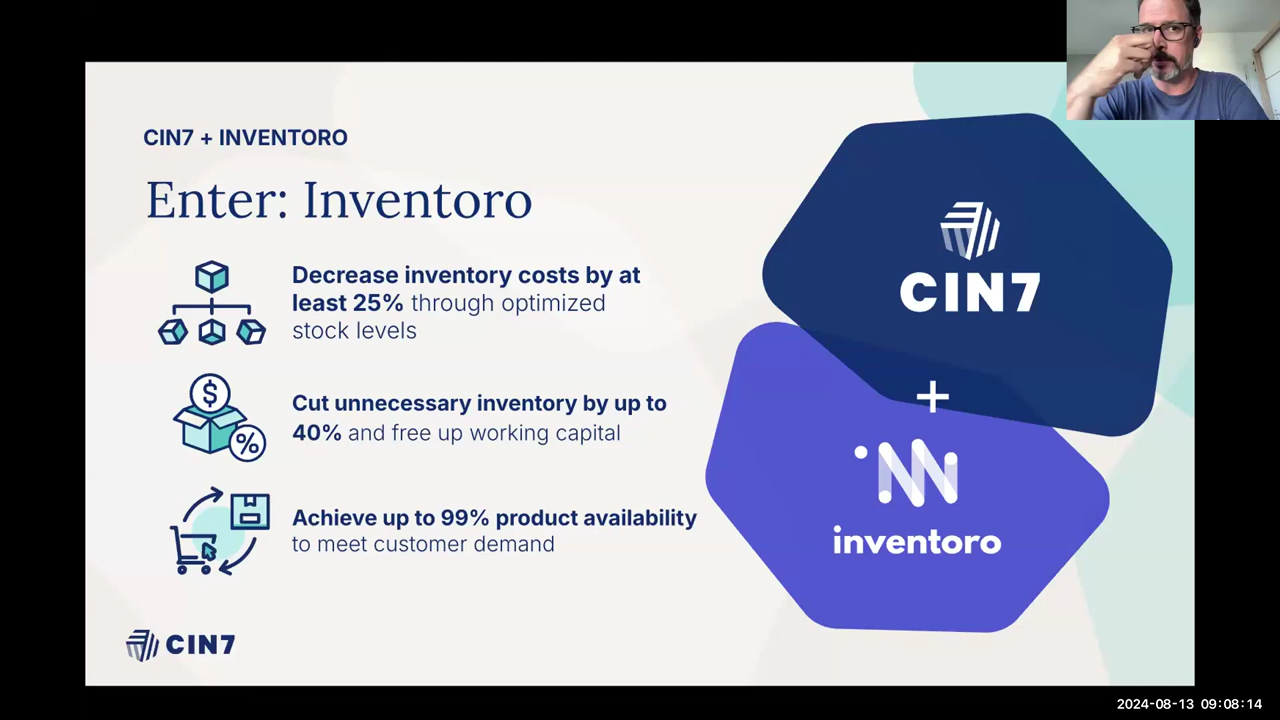 CIN7 + INVENTORO
Enter: Inventoro
Decrease inventory costs by at
least 25% through optimized
stock levels
$
Cut unnecessary inventory by up to
40% and free up working capital
%
Achieve up to 99% product availability
to meet customer demand
CIN7
CIN7
+
inventoro
2024-08-13 09:08:14